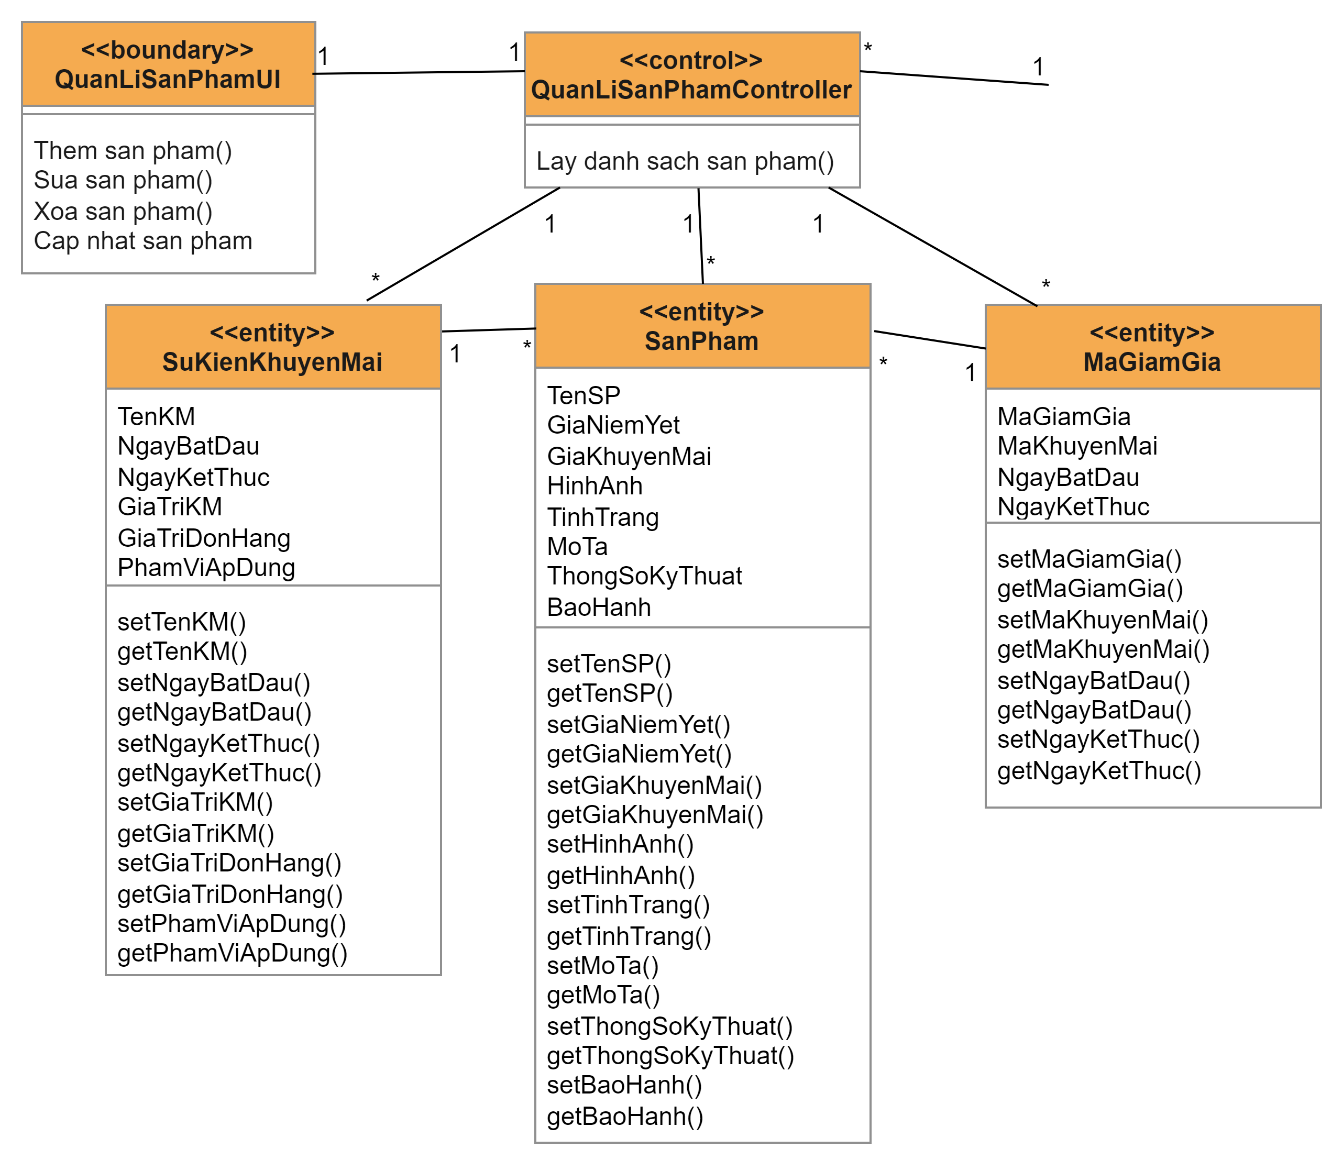 <<boundary>>
QuanLiSanPhamUI
Them san pham()
Sua san pham()
Xoa san pham()
Cap nhat san pham
1
1
<<control>>
QuanLiSanPhamController
Lay danh sach san pham()
*
1
1
*
1
*
1
*
<<entity>>
SuKienKhuyenMai
TenKM
NgayBatDau
NgayKetThuc
GiaTriKM
GiaTriDonHang
PhamViApDung
setTenKM()
getTenKM()
setNgayBatDau()
getNgayBatDau()
setNgayKetThuc()
getNgayKetThuc()
setGiaTriKM()
getGiaTriKM()
setGiaTriDonHang()
getGiaTriDonHang()
setPhamViApDung()
getPhamViApDung()
1
*
<<entity>>
SanPham
TenSP
GiaNiemYet
GiaKhuyenMai
HinhAnh
TinhTrang
MoTa
ThongSoKyThuat
BaoHanh
setTenSP()
getTenSP()
setGiaNiemYet()
getGiaNiemYet()
setGiaKhuyenMai()
getGiaKhuyenMai()
setHinhAnh()
getHinhAnh()
setTinhTrang()
getTinhTrang()
setMoTa()
getMoTa()
setThongSoKyThuat()
getThongSoKyThuat()
setBaoHanh()
getBaoHanh()
*
1
<<entity>>
MaGiamGia
MaGiamGia
MaKhuyenMai
NgayBatDau
NgayKetThuc
setMaGiamGia()
getMaGiamGia()
setMaKhuyenMai()
getMaKhuyenMai()
setNgayBatDau()
getNgayBatDau()
setNgayKetThuc()
getNgayKetThuc()